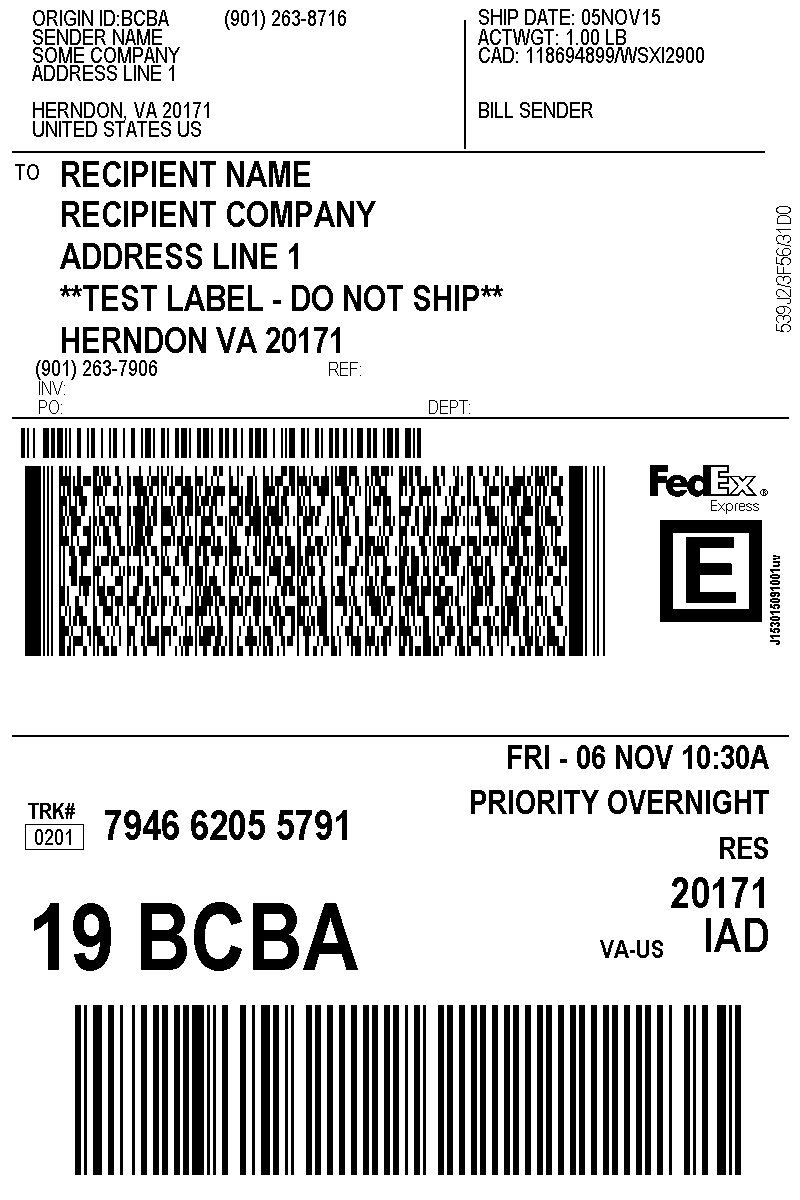 ORIGIN ID:BCBA (901) 263-8716
SENDER NAME
SOME COMPANY
ADDRESS LINE 1
HERNDON, VA 20171
UNITED STATES US
SHIP DATE: 05NOV15
ACTWGT: 1.00 LB
CAD: 118694899/WSXI2900
BILL SENDER
TO RECIPIENT NAME
RECIPIENT COMPANY
ADDRESS LINE 1
**TEST LABEL - DO NOT SHIP**
HERNDON VA 20171
(901) 263-7906 REF:
INV:
PO: DEPT:
539J2/3F56/31D0
FedEx®
Express
E
J153015091001uv
FRI - 06 NOV 10:30A
PRIORITY OVERNIGHT
TRK#
0201
7946 6205 5791
RES
20171
19 BCBA
VA-US IAD